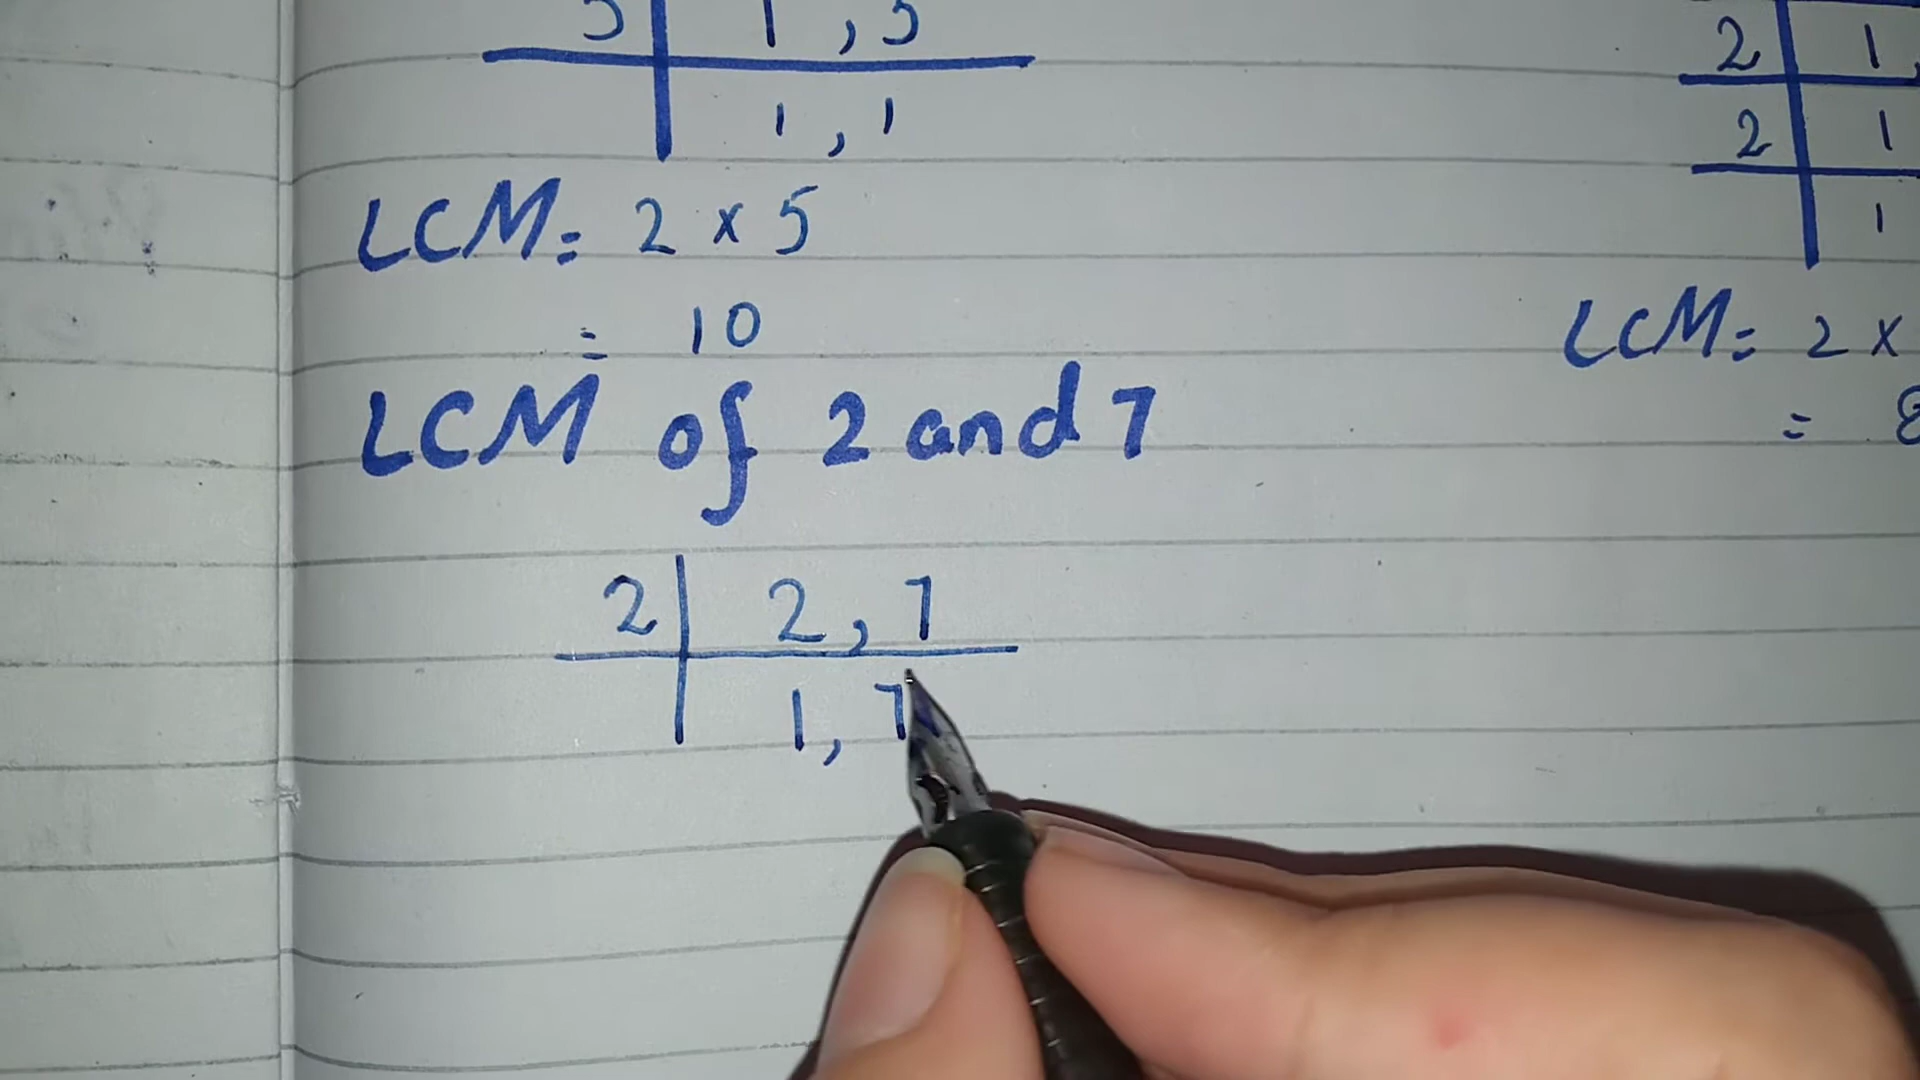 5 | 1 , 5
1 , 1
LCM = 2 x 5
= 10
LCM of 2 and 7
2 | 2 , 7
1 , 7
2 | 1 ,
2 | 1
1
LCM = 2 x
= 8